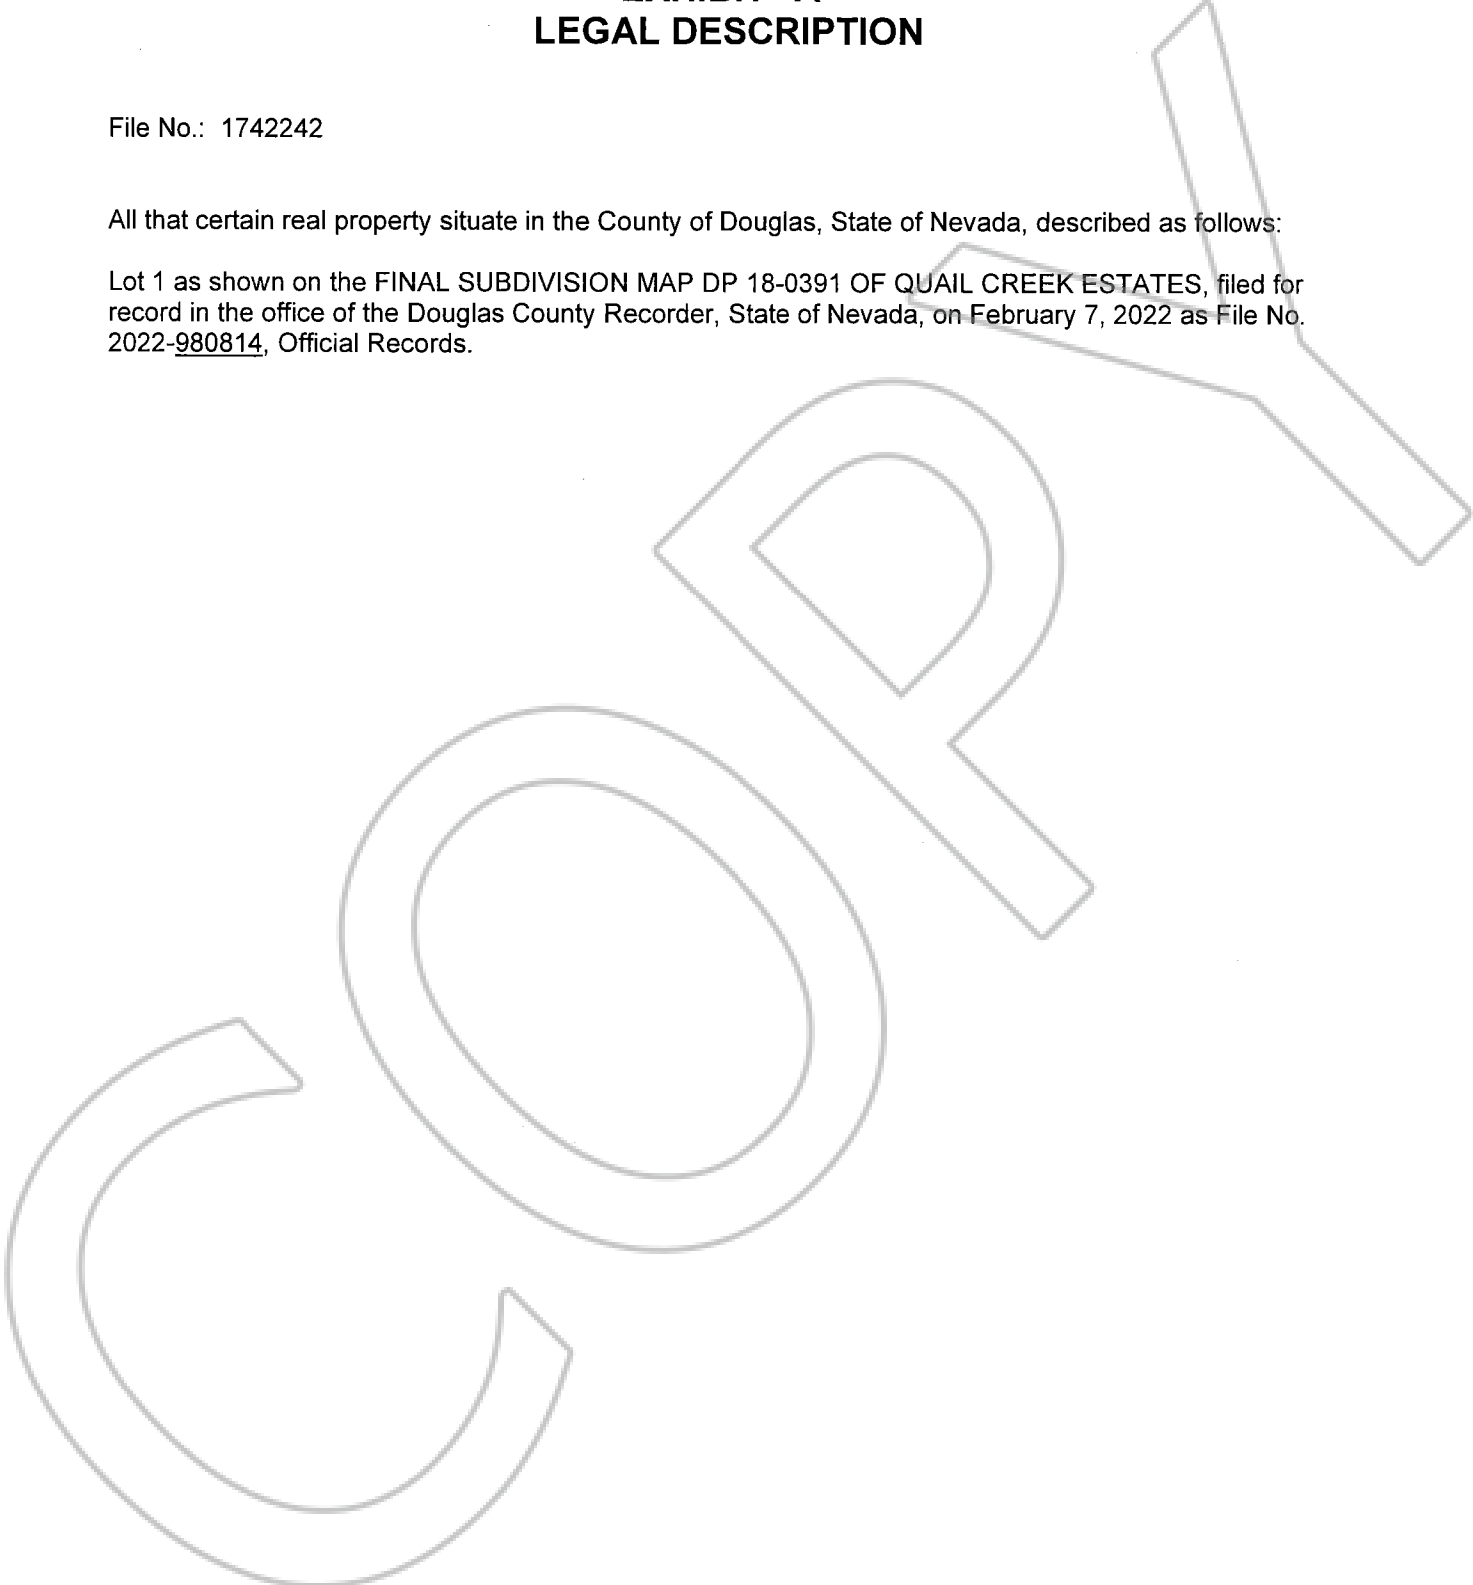 LEGAL DESCRIPTION
File No.: 1742242
All that certain real property situate in the County of Douglas, State of Nevada, described as follows:
Lot 1 as shown on the FINAL SUBDIVISION MAP DP 18-0391 OF QUAIL CREEK ESTATES, filed for
record in the office of the Douglas County Recorder, State of Nevada, on February 7, 2022 as File No.
2022-980814, Official Records.
COPY